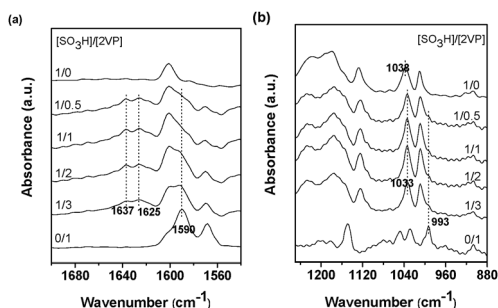 (a)
[SO₃H]/[2VP]
1/0
1/0.5
1/1
1/2
1/3
0/1
1637
1625
1590
Absorbance (a.u.)
1680 1640 1600 1560
Wavenumber (cm⁻¹)
(b)
[SO₃H]/[2VP]
1038
1/0
1/0.5
1/1
1/2
1033
1/3
993
0/1
Absorbance (a.u.)
1200 1120 1040 960 880
Wavenumber (cm⁻¹)